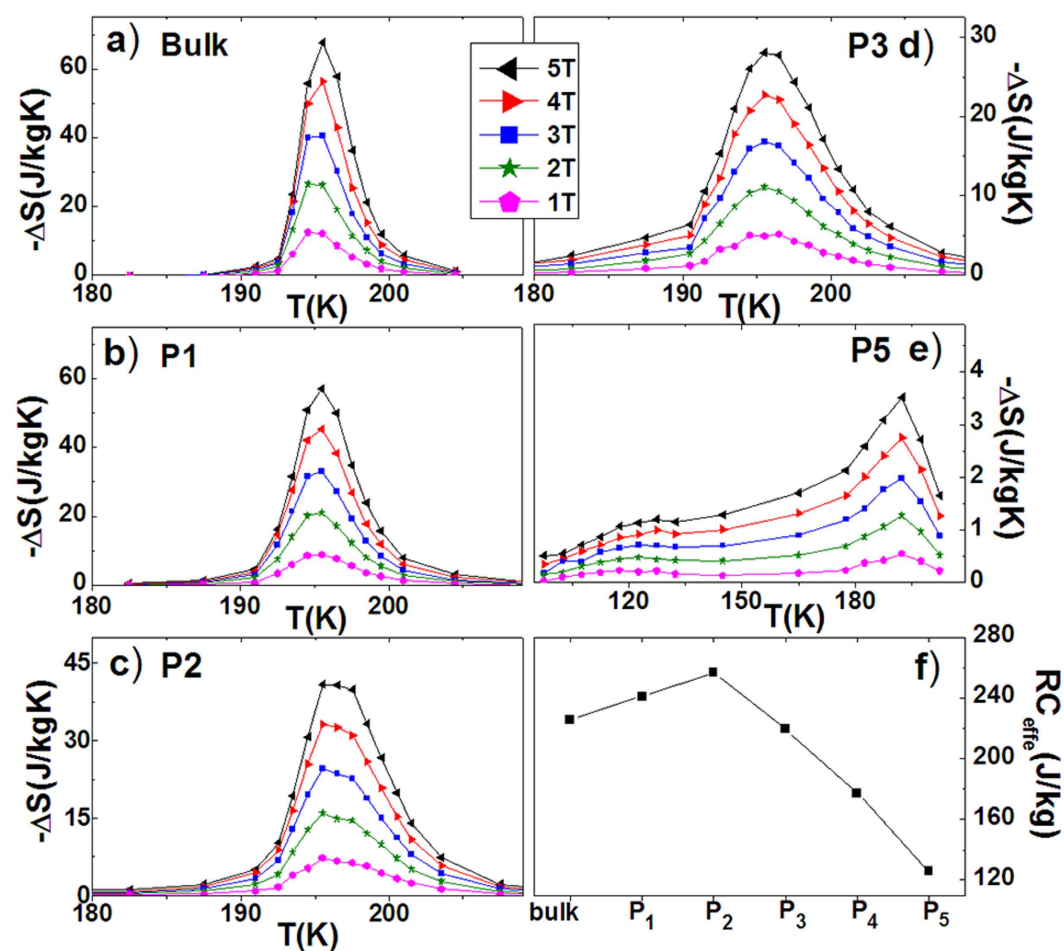 a) Bulk
-ΔS(J/kgK)
60
40
20
0
180
190
200
T(K)
5T
4T
3T
2T
1T
P3 d)
-ΔS(J/kgK)
30
20
10
0
180
190
200
T(K)
b) P1
-ΔS(J/kgK)
60
40
20
0
180
190
200
T(K)
P5 e)
-ΔS(J/kgK)
4
3
2
1
0
120
150
180
T(K)
c) P2
-ΔS(J/kgK)
45
30
15
0
180
190
200
T(K)
f)
RC effe (J/kg)
280
240
200
160
120
bulk
P1
P2
P3
P4
P5